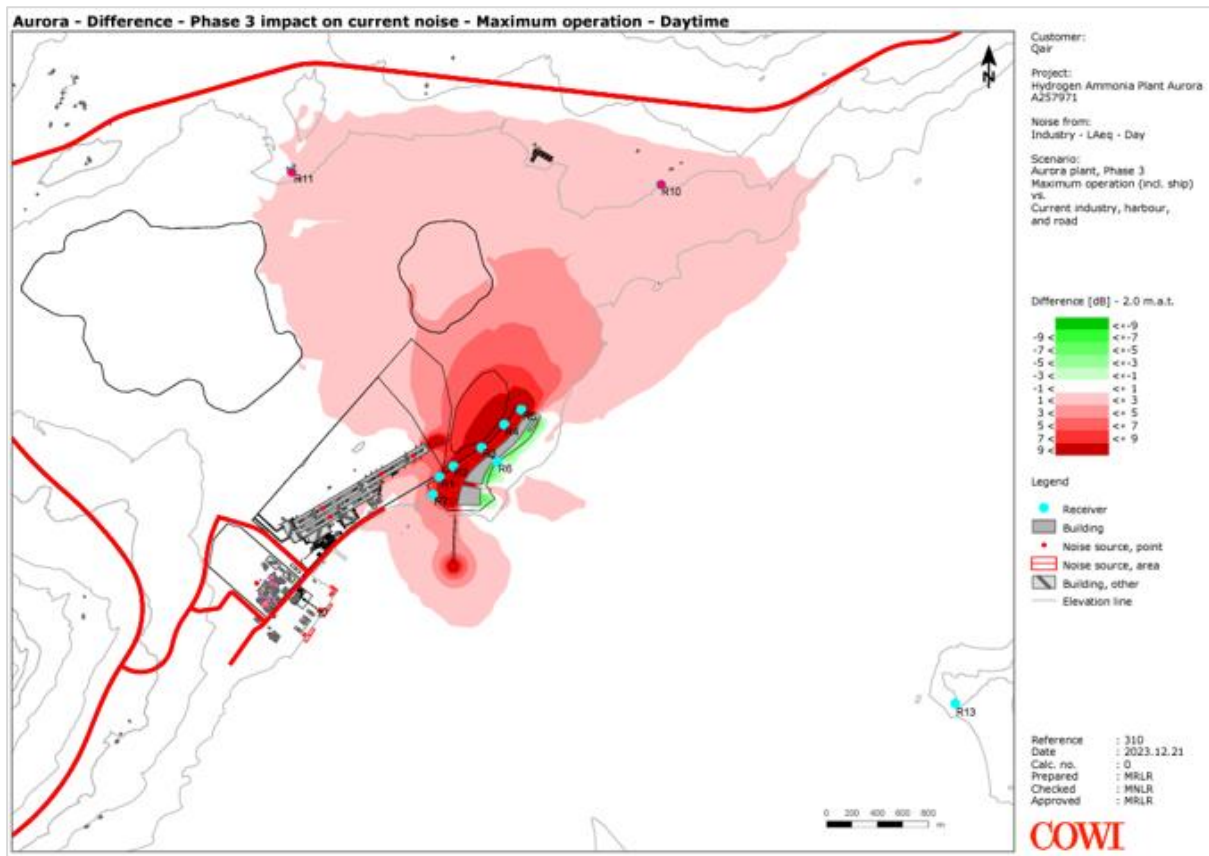 Aurora - Difference - Phase 3 impact on current noise - Maximum operation - Daytime
Customer:
Qair
Project:
Hydrogen Ammonia Plant Aurora
A257971
Noise from:
Industry - LAeq - Day
Scenario:
Aurora plant, Phase 3
Maximum operation (incl. ship)
vs.
Current industry, harbour,
and road
Difference [dB] - 2.0 m.a.t.
<=-9
-9 < <=-7
-7 < <=-5
-5 < <=-3
-3 < <=-1
-1 < <= 1
1 < <= 3
3 < <= 5
5 < <= 7
7 < <= 9
9 <
Legend
Receiver
Building
Noise source, point
Noise source, area
Building, other
Elevation line
R11
R10
R6
R13
Reference : 310
Date : 2023.12.21
Calc. no. : 0
Prepared : MRLR
Checked : MNLR
Approved : MRLR
0 200 400 600 800
m
COWI